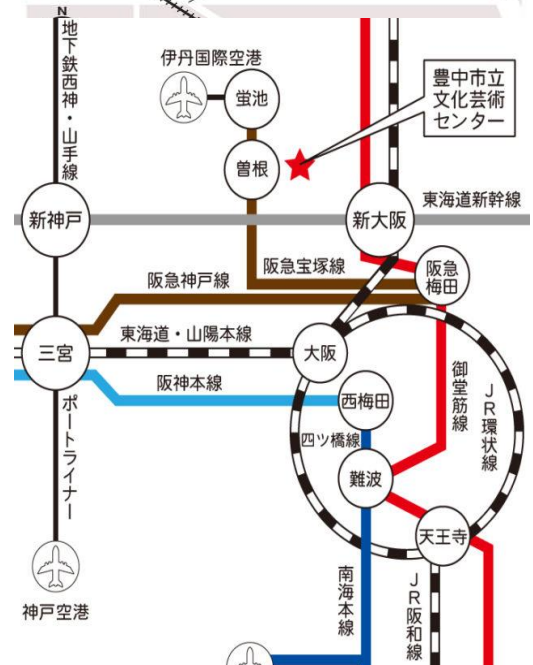 N
地下鉄西神・山手線
伊丹国際空港
蛍池
豊中市立
文化芸術
センター
曽根
新神戸
新大阪
東海道新幹線
阪急宝塚線
阪急
梅田
阪急神戸線
東海道・山陽本線
三宮
大阪
阪神本線
西梅田
御堂筋線
JR環状線
四ツ橋線
ポートライナー
難波
天王寺
神戸空港
南海本線
JR阪和線